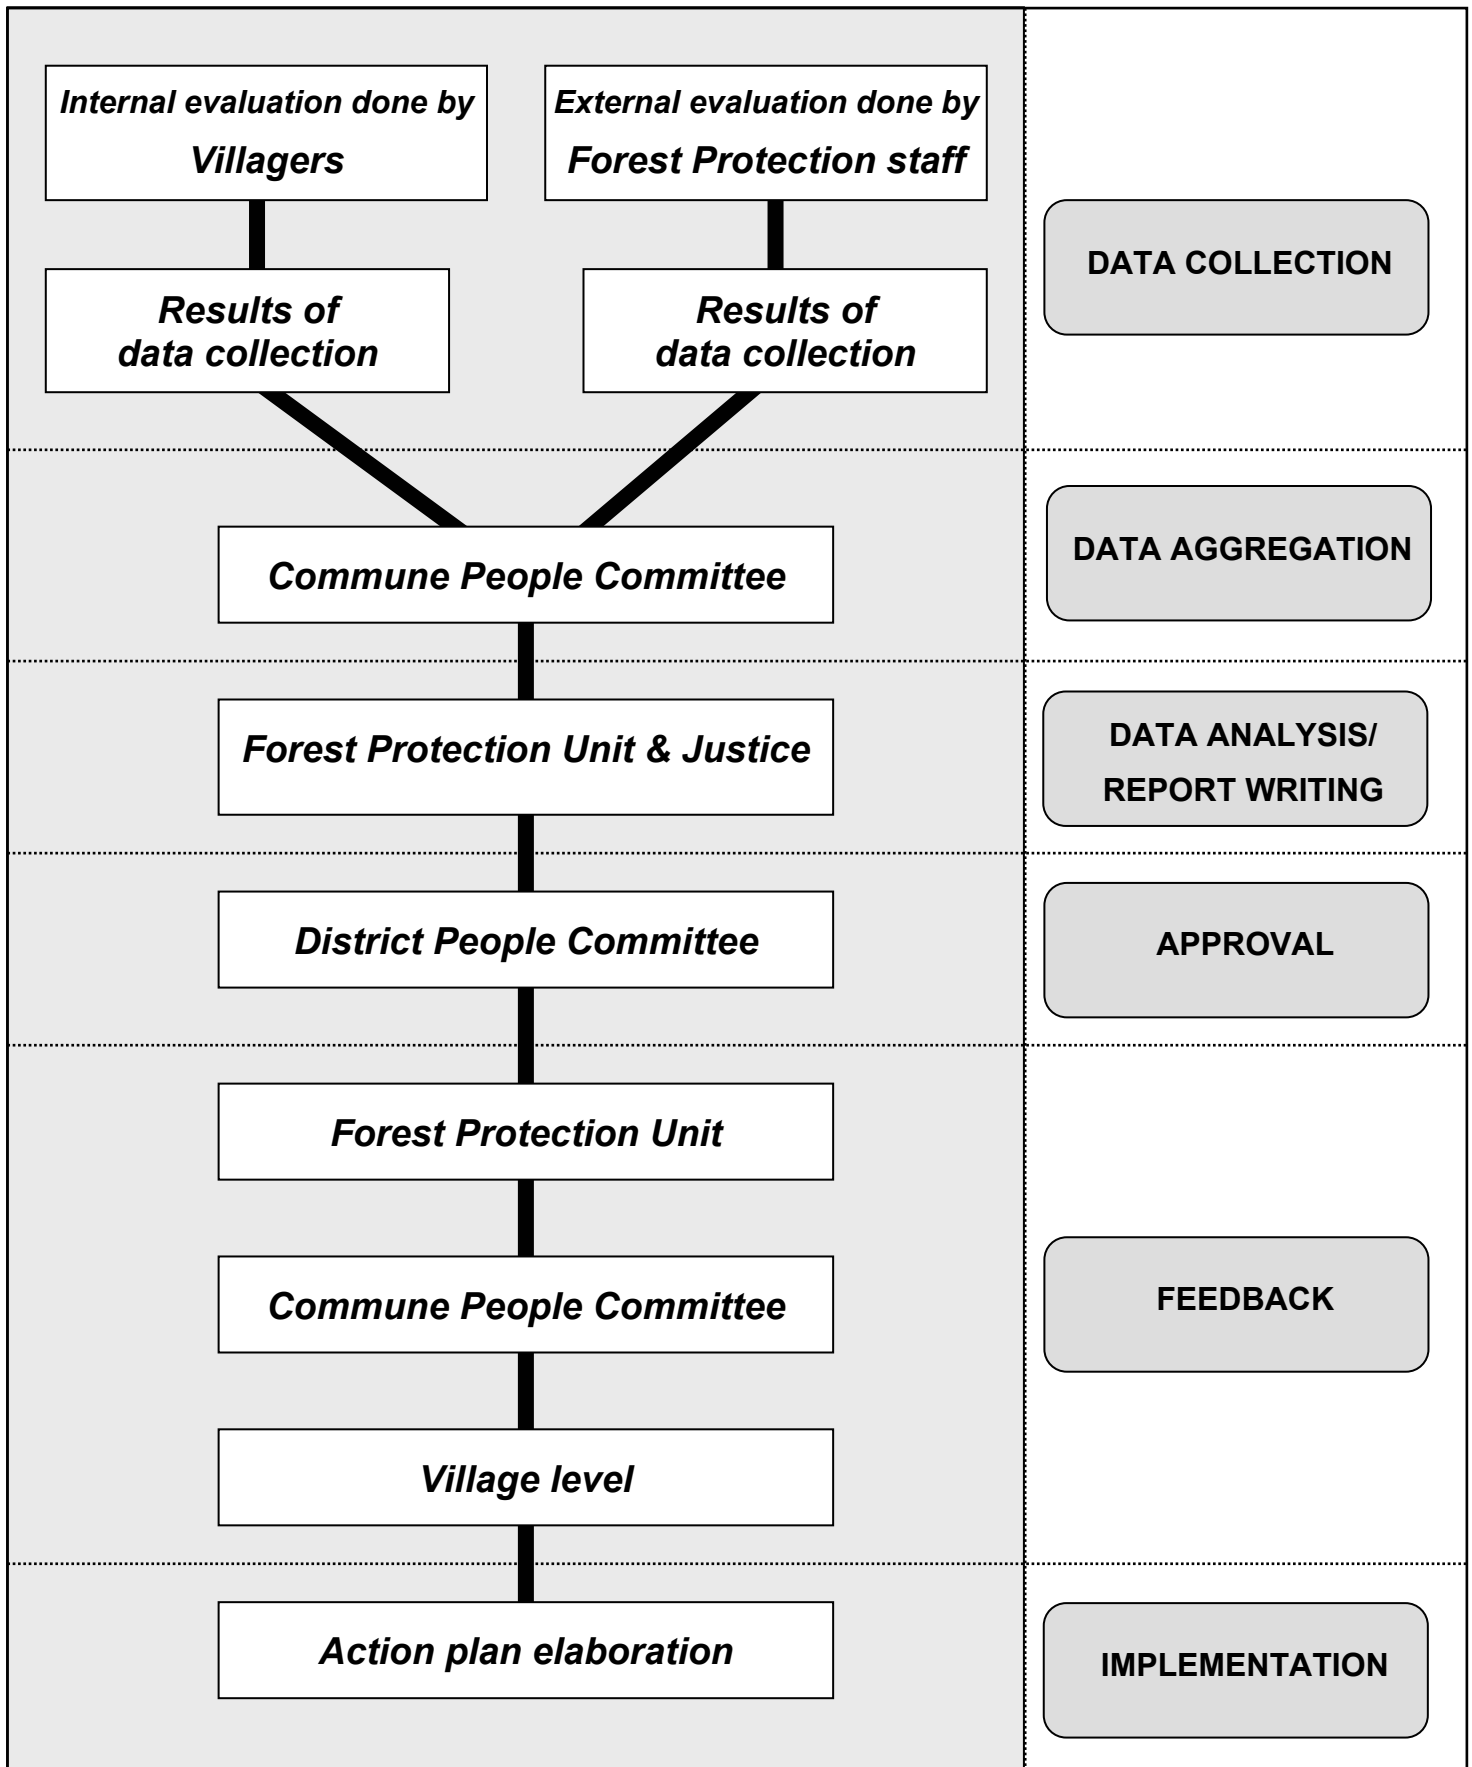 Internal evaluation done by
Villagers
External evaluation done by
Forest Protection staff
DATA COLLECTION
Results of
data collection
Results of
data collection
DATA AGGREGATION
Commune People Committee
Forest Protection Unit & Justice
DATA ANALYSIS/
REPORT WRITING
District People Committee
APPROVAL
Forest Protection Unit
Commune People Committee
FEEDBACK
Village level
Action plan elaboration
IMPLEMENTATION